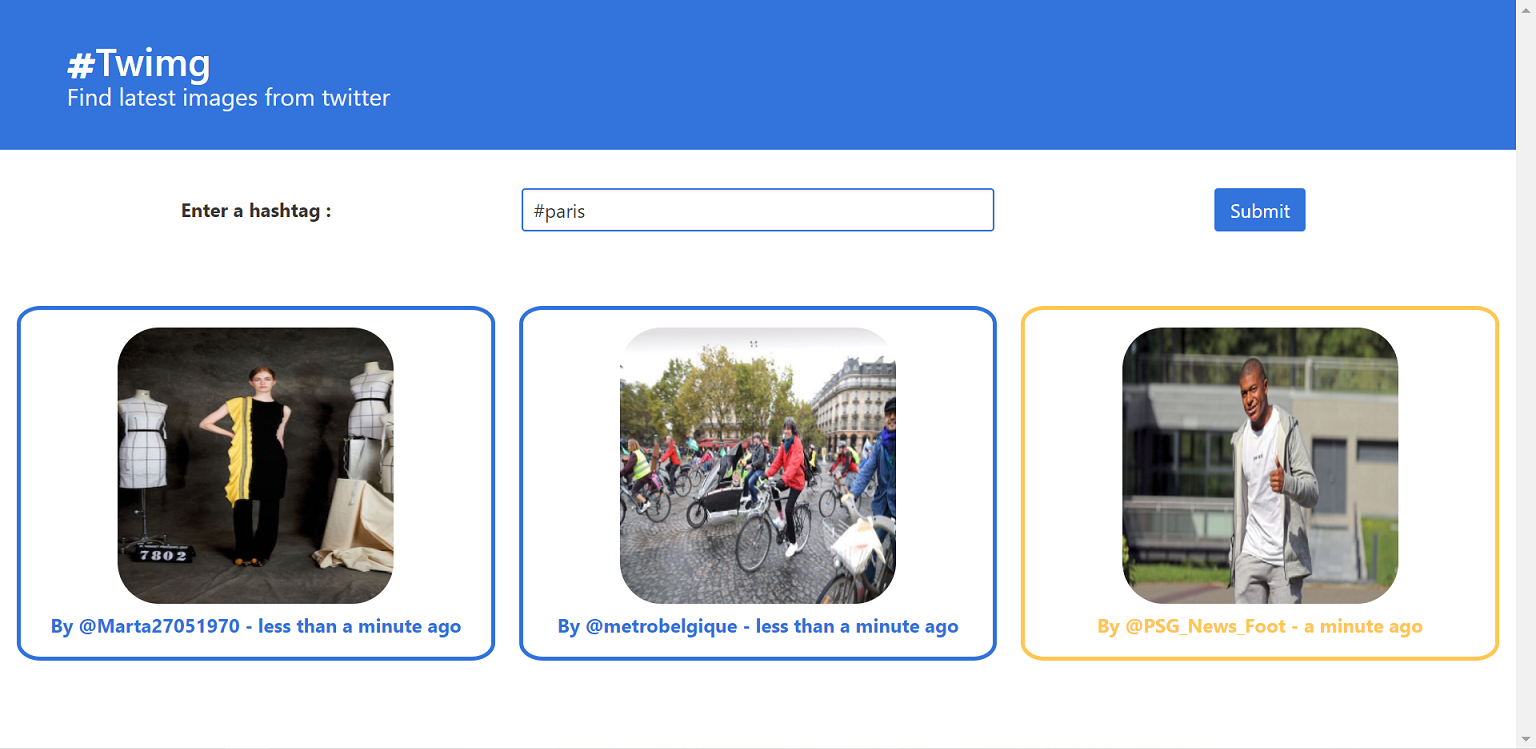 #Twimg
Find latest images from twitter
Enter a hashtag :
#paris
Submit
7802
By @Marta27051970 - less than a minute ago
By @metrobelgique - less than a minute ago
By @PSG_News_Foot - a minute ago